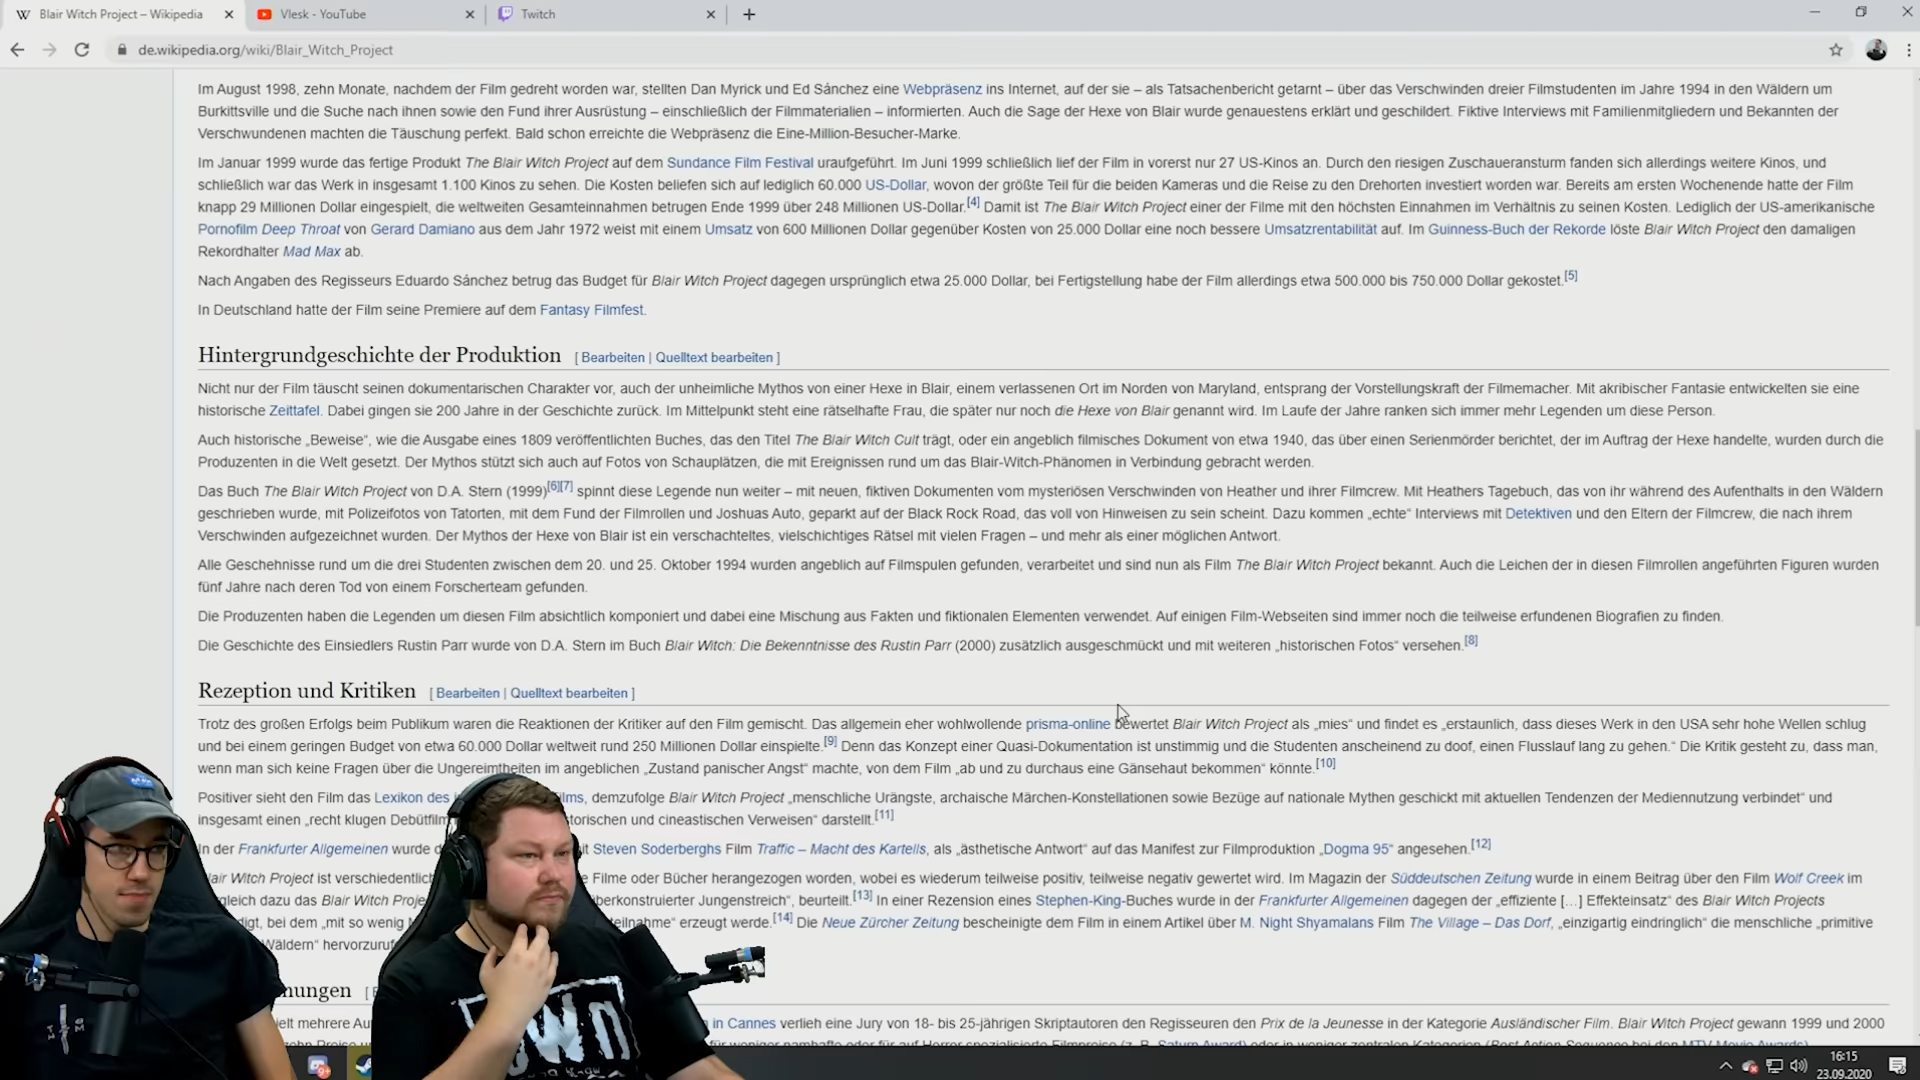 Blair Witch Project – Wikipedia
Vlesk - YouTube
Twitch
de.wikipedia.org/wiki/Blair_Witch_Project
Im August 1998, zehn Monate, nachdem der Film gedreht worden war, stellten Dan Myrick und Ed Sánchez eine Webpräsenz ins Internet, auf der sie – als Tatsachenbericht getarnt – über das Verschwinden dreier Filmstudenten im Jahre 1994 in den Wäldern um
Burkittsville und die Suche nach ihnen sowie den Fund ihrer Ausrüstung – einschließlich der Filmmaterialien – informierten. Auch die Sage der Hexe von Blair wurde genauestens erklärt und geschildert. Fiktive Interviews mit Familienmitgliedern und Bekannten der
Verschwundenen machten die Täuschung perfekt. Bald schon erreichte die Webpräsenz die Eine-Million-Besucher-Marke.
Im Januar 1999 wurde das fertige Produkt The Blair Witch Project auf dem Sundance Film Festival uraufgeführt. Im Juni 1999 schließlich lief der Film in vorerst nur 27 US-Kinos an. Durch den riesigen Zuschaueransturm fanden sich allerdings weitere Kinos, und
schließlich war das Werk in insgesamt 1.100 Kinos zu sehen. Die Kosten beliefen sich auf lediglich 60.000 US-Dollar, wovon der größte Teil für die beiden Kameras und die Reise zu den Drehorten investiert worden war. Bereits am ersten Wochenende hatte der Film
knapp 29 Millionen Dollar eingespielt, die weltweiten Gesamteinnahmen betrugen Ende 1999 über 248 Millionen US-Dollar.[4] Damit ist The Blair Witch Project einer der Filme mit den höchsten Einnahmen im Verhältnis zu seinen Kosten. Lediglich der US-amerikanische
Pornofilm Deep Throat von Gerard Damiano aus dem Jahr 1972 weist mit einem Umsatz von 600 Millionen Dollar gegenüber Kosten von 25.000 Dollar eine noch bessere Umsatzrentabilität auf. Im Guinness-Buch der Rekorde löste Blair Witch Project den damaligen
Rekordhalter Mad Max ab.
Nach Angaben des Regisseurs Eduardo Sánchez betrug das Budget für Blair Witch Project dagegen ursprünglich etwa 25.000 Dollar, bei Fertigstellung habe der Film allerdings etwa 500.000 bis 750.000 Dollar gekostet.[5]
In Deutschland hatte der Film seine Premiere auf dem Fantasy Filmfest.
Hintergrundgeschichte der Produktion [ Bearbeiten | Quelltext bearbeiten ]
Nicht nur der Film täuscht seinen dokumentarischen Charakter vor, auch der unheimliche Mythos von einer Hexe in Blair, einem verlassenen Ort im Norden von Maryland, entsprang der Vorstellungskraft der Filmemacher. Mit akribischer Fantasie entwickelten sie eine
historische Zeittafel. Dabei gingen sie 200 Jahre in der Geschichte zurück. Im Mittelpunkt steht eine rätselhafte Frau, die später nur noch die Hexe von Blair genannt wird. Im Laufe der Jahre ranken sich immer mehr Legenden um diese Person.
Auch historische „Beweise“, wie die Ausgabe eines 1809 veröffentlichten Buches, das den Titel The Blair Witch Cult trägt, oder ein angeblich filmisches Dokument von etwa 1940, das über einen Serienmörder berichtet, der im Auftrag der Hexe handelte, wurden durch die
Produzenten in die Welt gesetzt. Der Mythos stützt sich auch auf Fotos von Schauplätzen, die mit Ereignissen rund um das Blair-Witch-Phänomen in Verbindung gebracht werden.
Das Buch The Blair Witch Project von D.A. Stern (1999)[6][7] spinnt diese Legende nun weiter – mit neuen, fiktiven Dokumenten vom mysteriösen Verschwinden von Heather und ihrer Filmcrew. Mit Heathers Tagebuch, das von ihr während des Aufenthalts in den Wäldern
geschrieben wurde, mit Polizeifotos von Tatorten, mit dem Fund der Filmrollen und Joshuas Auto, geparkt auf der Black Rock Road, das voll von Hinweisen zu sein scheint. Dazu kommen „echte“ Interviews mit Detektiven und den Eltern der Filmcrew, die nach ihrem
Verschwinden aufgezeichnet wurden. Der Mythos der Hexe von Blair ist ein verschachteltes, vielschichtiges Rätsel mit vielen Fragen – und mehr als einer möglichen Antwort.
Alle Geschehnisse rund um die drei Studenten zwischen dem 20. und 25. Oktober 1994 wurden angeblich auf Filmspulen gefunden, verarbeitet und sind nun als Film The Blair Witch Project bekannt. Auch die Leichen der in diesen Filmrollen angeführten Figuren wurden
fünf Jahre nach deren Tod von einem Forscherteam gefunden.
Die Produzenten haben die Legenden um diesen Film absichtlich komponiert und dabei eine Mischung aus Fakten und fiktionalen Elementen verwendet. Auf einigen Film-Webseiten sind immer noch die teilweise erfundenen Biografien zu finden.
Die Geschichte des Einsiedlers Rustin Parr wurde von D.A. Stern im Buch Blair Witch: Die Bekenntnisse des Rustin Parr (2000) zusätzlich ausgeschmückt und mit weiteren „historischen Fotos“ versehen.[8]
Rezeption und Kritiken [ Bearbeiten | Quelltext bearbeiten ]
Trotz des großen Erfolgs beim Publikum waren die Reaktionen der Kritiker auf den Film gemischt. Das allgemein eher wohlwollende prisma-online bewertet Blair Witch Project als „mies“ und findet es „erstaunlich, dass dieses Werk in den USA sehr hohe Wellen schlug
und bei einem geringen Budget von etwa 60.000 Dollar weltweit rund 250 Millionen Dollar einspielte.[9] Denn das Konzept einer Quasi-Dokumentation ist unstimmig und die Studenten anscheinend zu doof, einen Flusslauf lang zu gehen.“ Die Kritik gesteht zu, dass man,
wenn man sich keine Fragen über die Ungereimtheiten im angeblichen „Zustand panischer Angst“ machte, von dem Film „ab und zu durchaus eine Gänsehaut bekommen“ könnte.[10]
Positiver sieht den Film das Lexikon des i ilms, demzufolge Blair Witch Project „menschliche Urängste, archaische Märchen-Konstellationen sowie Bezüge auf nationale Mythen geschickt mit aktuellen Tendenzen der Mediennutzung verbindet“ und
insgesamt einen „recht klugen Debütfilm torischen und cineastischen Verweisen“ darstellt.[11]
In der Frankfurter Allgemeinen wurde d it Steven Soderberghs Film Traffic – Macht des Kartells, als „ästhetische Antwort“ auf das Manifest zur Filmproduktion „Dogma 95“ angesehen.[12]
lair Witch Project ist verschiedentlic e Filme oder Bücher herangezogen worden, wobei es wiederum teilweise positiv, teilweise negativ gewertet wird. Im Magazin der Süddeutschen Zeitung wurde in einem Beitrag über den Film Wolf Creek im
gleich dazu das Blair Witch Proje berkonstruierter Jungenstreich“, beurteilt.[13] In einer Rezension eines Stephen-King-Buches wurde in der Frankfurter Allgemeinen dagegen der „effiziente [...] Effekteinsatz“ des Blair Witch Projects
digt, bei dem „mit so wenig M teilnahme“ erzeugt werde.[14] Die Neue Zürcher Zeitung bescheinigte dem Film in einem Artikel über M. Night Shyamalans Film The Village – Das Dorf, „einzigartig eindringlich“ die menschliche „primitive
Wäldern“ hervorzuruf
nungen [
ielt mehrere Au in Cannes verlieh eine Jury von 18- bis 25-jährigen Skriptautoren den Regisseuren den Prix de la Jeunesse in der Kategorie Ausländischer Film. Blair Witch Project gewann 1999 und 2000
zehn Preise für weniger namhafte oder für auf Horror spezialisierte Filmpreise (z. B. Saturn Award) oder in weniger zentralen Kategorien (Best Action Sequence bei den MTV Movie Awards)
16:15
23.09.2020